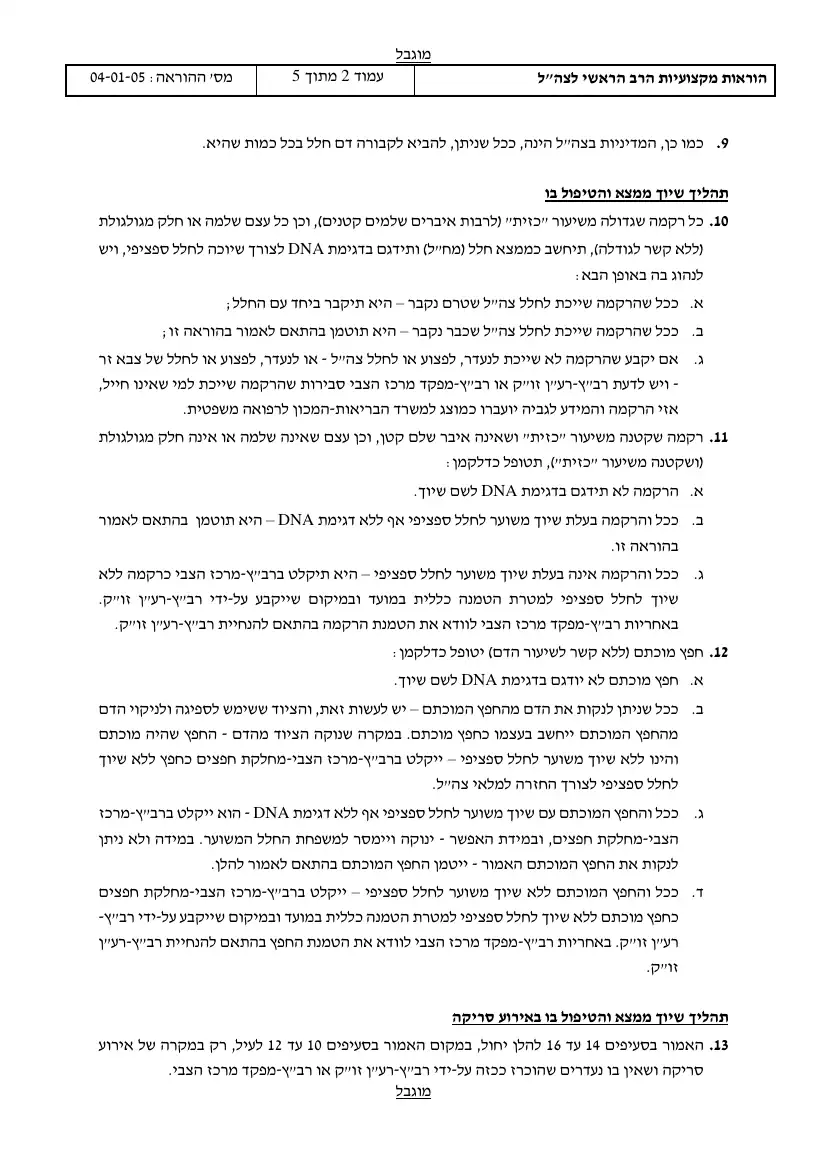 מוגבל
הוראות מקצועיות הרב הראשי לצה"ל עמוד 2 מתוך 5 מס' ההוראה: 04-01-05
9. כמו כן, המדיניות בצה"ל הינה, ככל שניתן, להביא לקבורה דם חלל בכל כמות שהיא.
תהליך שיוך ממצא והטיפול בו
10. כל רקמה שגדולה משיעור "כזית" (לרבות איברים שלמים קטנים), וכן כל עצם שלמה או חלק מגולגולת
(ללא קשר לגודלה), תיחשב כממצא חלל (מח"ל) ותידגם בדגימת DNA לצורך שיוכה לחלל ספציפי, ויש
לנהוג בה באופן הבא:
א. ככל שהרקמה שייכת לחלל צה"ל שטרם נקבר – היא תיקבר ביחד עם החלל;
ב. ככל שהרקמה שייכת לחלל צה"ל שכבר נקבר – היא תוטמן בהתאם לאמור בהוראה זו;
ג. אם יקבע שהרקמה לא שייכת לנעדר, לפצוע או לחלל צה"ל - או לנעדר, לפצוע או לחלל של צבא זר
- ויש לדעת רב"ץ-רע"ן זו"ק או רב"ץ-מפקד מרכז הצבי סבירות שהרקמה שייכת למי שאינו חייל,
אזי הרקמה והמידע לגביה יועברו כמוצג למשרד הבריאות-המכון לרפואה משפטית.
11. רקמה שקטנה משיעור "כזית" ושאינה איבר שלם קטן, וכן עצם שאינה שלמה או אינה חלק מגולגולת
(ושקטנה משיעור "כזית"), תטופל כדלקמן:
א. הרקמה לא תידגם בדגימת DNA לשם שיוך.
ב. ככל והרקמה בעלת שיוך משוער לחלל ספציפי אף ללא דגימת DNA – היא תוטמן בהתאם לאמור
בהוראה זו.
ג. ככל והרקמה אינה בעלת שיוך משוער לחלל ספציפי – היא תיקלט ברב"ץ-מרכז הצבי כרקמה ללא
שיוך לחלל ספציפי למטרת הטמנה כללית במועד ובמיקום שייקבע על-ידי רב"ץ-רע"ן זו"ק.
באחריות רב"ץ-מפקד מרכז הצבי לוודא את הטמנת הרקמה בהתאם להנחיית רב"ץ-רע"ן זו"ק.
12. חפץ מוכתם (ללא קשר לשיעור הדם) יטופל כדלקמן:
א. חפץ מוכתם לא יודגם בדגימת DNA לשם שיוך.
ב. ככל שניתן לנקות את הדם מהחפץ המוכתם – יש לעשות זאת, והציוד ששימש לספיגה ולניקוי הדם
מהחפץ המוכתם ייחשב בעצמו כחפץ מוכתם. במקרה שנוקה הציוד מהדם - החפץ שהיה מוכתם
והינו ללא שיוך משוער לחלל ספציפי – ייקלט ברב"ץ-מרכז הצבי-מחלקת חפצים כחפץ ללא שיוך
לחלל ספציפי לצורך החזרה למלאי צה"ל.
ג. ככל והחפץ המוכתם עם שיוך משוער לחלל ספציפי אף ללא דגימת DNA - הוא ייקלט ברב"ץ-מרכז
הצבי-מחלקת חפצים, ובמידת האפשר - ינוקה ויימסר למשפחת החלל המשוער. במידה ולא ניתן
לנקות את החפץ המוכתם האמור - ייטמן החפץ המוכתם בהתאם לאמור להלן.
ד. ככל והחפץ המוכתם ללא שיוך משוער לחלל ספציפי – ייקלט ברב"ץ-מרכז הצבי-מחלקת חפצים
כחפץ מוכתם ללא שיוך לחלל ספציפי למטרת הטמנה כללית במועד ובמיקום שייקבע על-ידי רב"ץ-
רע"ן זו"ק. באחריות רב"ץ-מפקד מרכז הצבי לוודא את הטמנת החפץ בהתאם להנחיית רב"ץ-רע"ן
זו"ק.
תהליך שיוך ממצא והטיפול בו באירוע סריקה
13. האמור בסעיפים 14 עד 16 להלן יחול, במקום האמור בסעיפים 10 עד 12 לעיל, רק במקרה של אירוע
סריקה ושאין בו נעדרים שהוכרז ככזה על-ידי רב"ץ-רע"ן זו"ק או רב"ץ-מפקד מרכז הצבי.
מוגבל